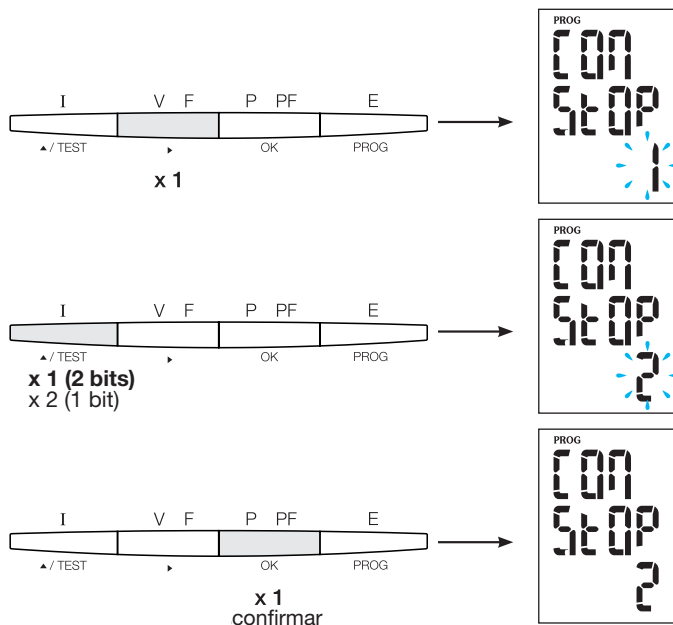 PROG
COM
StOP
1
I V F P PF E
▲ / TEST ▶ OK PROG
x 1
PROG
COM
StOP
2
I V F P PF E
▲ / TEST ▶ OK PROG
x 1 (2 bits)
x 2 (1 bit)
PROG
COM
StOP
2
I V F P PF E
▲ / TEST ▶ OK PROG
x 1
confirmar